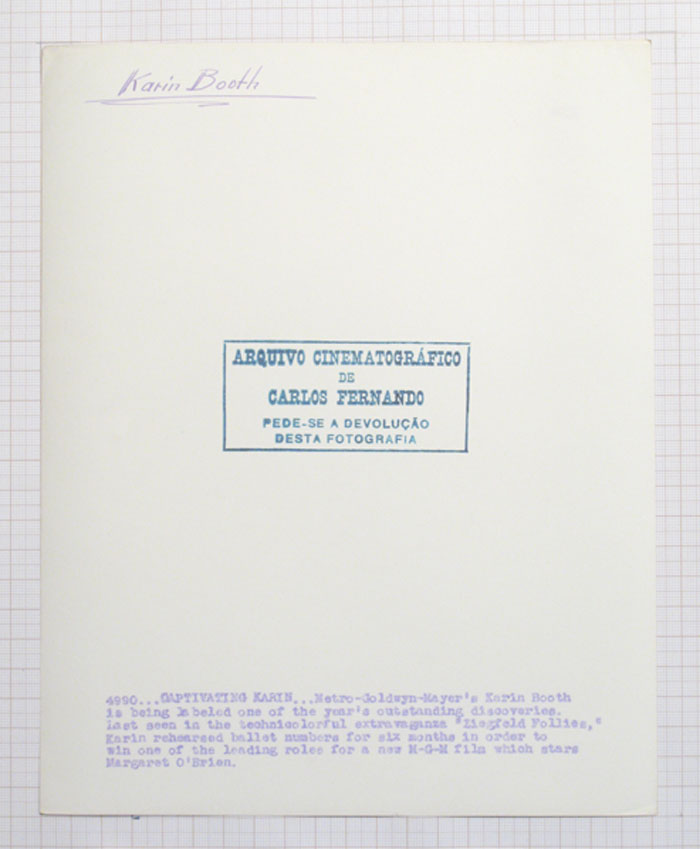 Karin Booth
ARQUIVO CINEMATOGRÁFICO
DE
CARLOS FERNANDO
PEDE-SE A DEVOLUÇÃO
DESTA FOTOGRAFIA
4990...CAPTIVATING KARIN...Metro-Goldwyn-Mayer's Karin Booth
is being labeled one of the year's outstanding discoveries.
Last seen in the technicolorful extravaganza "Ziegfeld Follies,"
Karin rehearsed ballet numbers for six months in order to
win one of the leading roles for a new M-G-M film which stars
Margaret O'Brien.